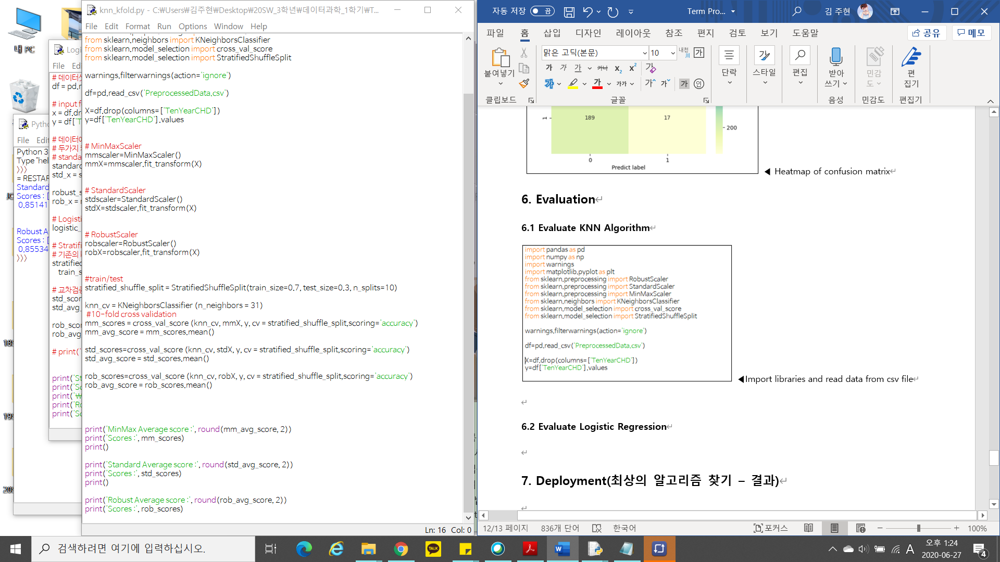 내 PC
knn_kfold.py - C:₩Users₩김주현₩Desktop₩20SW_3학년₩데이터과학_1학기₩T...
File Edit Format Run Options Window Help
from sklearn.neighbors import KNeighborsClassifier
from sklearn.model_selection import cross_val_score
from sklearn.model_selection import StratifiedShuffleSplit
warnings.filterwarnings(action='ignore')
df=pd.read_csv('PreprocessedData.csv')
X=df.drop(columns=['TenYearCHD'])
y=df['TenYearCHD'].values
# MinMaxScaler
mmscaler=MinMaxScaler()
mmX=mmscaler.fit_transform(X)
# StandardScaler
stdscaler=StandardScaler()
stdX=stdscaler.fit_transform(X)
# RobustScaler
robscaler=RobustScaler()
robX=robscaler.fit_transform(X)
#train/test
stratified_shuffle_split = StratifiedShuffleSplit(train_size=0.7, test_size=0.3, n_splits=10)
knn_cv = KNeighborsClassifier (n_neighbors = 31)
#10-fold cross validation
mm_scores = cross_val_score (knn_cv, mmX, y, cv = stratified_shuffle_split,scoring='accuracy')
mm_avg_score = mm_scores.mean()
std_scores=cross_val_score (knn_cv, stdX, y, cv = stratified_shuffle_split,scoring='accuracy')
std_avg_score = std_scores.mean()
rob_scores=cross_val_score (knn_cv, robX, y, cv = stratified_shuffle_split,scoring='accuracy')
rob_avg_score = rob_scores.mean()
print('MinMax Average score :', round(mm_avg_score, 2))
print('Scores :', mm_scores)
print()
print('Standard Average score :', round(std_avg_score, 2))
print('Scores :', std_scores)
print()
print('Robust Average score :', round(rob_avg_score, 2))
print('Scores :', rob_scores)
Ln: 16 Col: 0
Logi
File Edi
# 데이터
df = pd.r
# input f
x = df.dr
y = df['T
# 데이터
# 두가지
# standa
standard
std_x = s
robust_s
rob_x = r
# Logisti
logistic_
# Stratifi
# 기존의
stratified
train_s
# 교차검증
std_scor
std_avg_
rob_scor
rob_avg_
# print('
print('St
print('Sc
print('₩
print('Ro
print('Sc
Pytho
File Edit
Python 3
Type "hel
>>>
= RESTAR
Standard
Scores : [
0.85141
Robust A
Scores : [
0.85534
>>>
자동 저장 끔
Term Pro...
김 주현
파일 홈 삽입 디자인 레이아웃 참조 편지 검토 보기 도움말 공유 메모
붙여넣기
맑은 고딕(본문) 10
단락
스타일
편집
받아쓰기
민감도
편집기
클립보드 글꼴 음성 민감도 편집기
1
189 17
200
0 1
Predict label
◀ Heatmap of confusion matrix
6. Evaluation
6.1 Evaluate KNN Algorithm
import pandas as pd
import numpy as np
import warnings
import matplotlib.pyplot as plt
from sklearn.preprocessing import RobustScaler
from sklearn.preprocessing import StandardScaler
from sklearn.preprocessing import MinMaxScaler
from sklearn.neighbors import KNeighborsClassifier
from sklearn.model_selection import cross_val_score
from sklearn.model_selection import StratifiedShuffleSplit
warnings.filterwarnings(action='ignore')
df=pd.read_csv('PreprocessedData.csv')
X=df.drop(columns=['TenYearCHD'])
y=df['TenYearCHD'].values
◀Import libraries and read data from csv file
6.2 Evaluate Logistic Regression
7. Deployment(최상의 알고리즘 찾기 – 결과)
12/13 페이지 836개 단어 한국어 포커스 100%
검색하려면 여기에 입력하십시오.
TALK
A
오후 1:24
2020-06-27
4